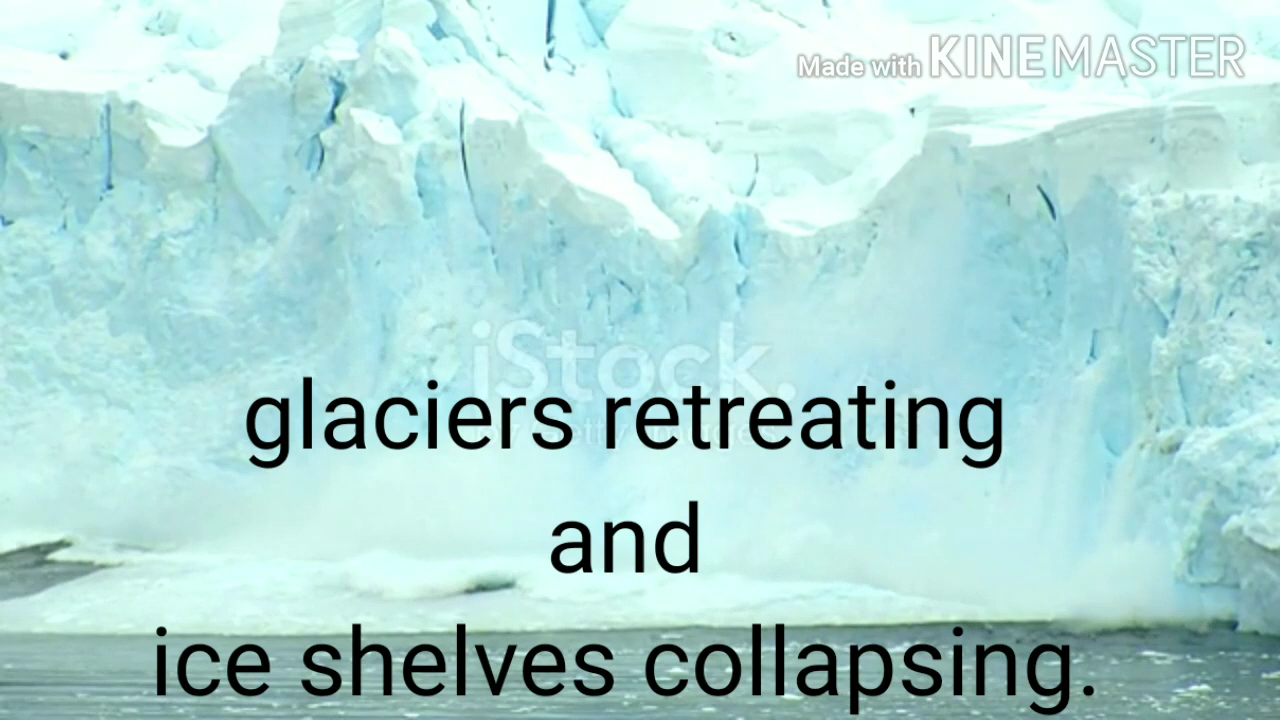 Made with KINEMASTER
iStock.
glaciers retreating
and
ice shelves collapsing.